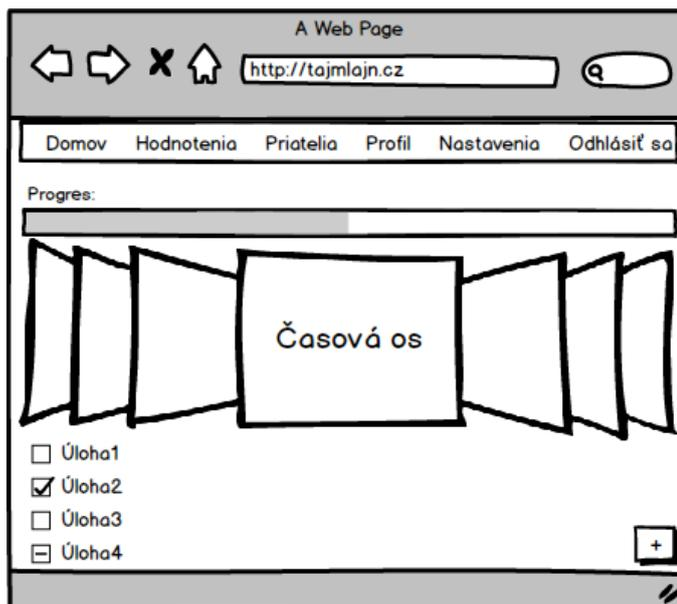 A Web Page
http://tajmlajn.cz
Domov Hodnotenia Priatelia Profil Nastavenia Odhlásiť sa
Progres:
Časová os
Úloha1
Úloha2
Úloha3
Úloha4
+